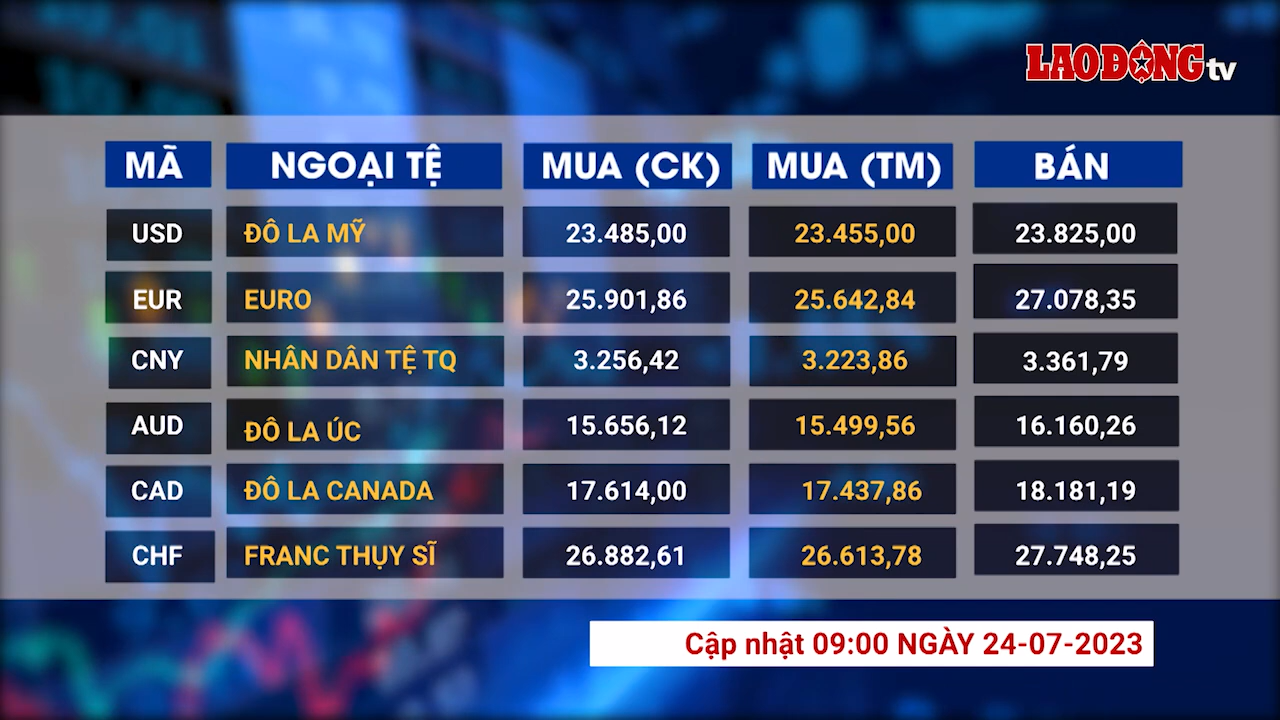 LAO ĐỘNG tv
MÃ NGOẠI TỆ MUA (CK) MUA (TM) BÁN
USD ĐÔ LA MỸ 23.485,00 23.455,00 23.825,00
EUR EURO 25.901,86 25.642,84 27.078,35
CNY NHÂN DÂN TỆ TQ 3.256,42 3.223,86 3.361,79
AUD ĐÔ LA ÚC 15.656,12 15.499,56 16.160,26
CAD ĐÔ LA CANADA 17.614,00 17.437,86 18.181,19
CHF FRANC THỤY SĨ 26.882,61 26.613,78 27.748,25
Cập nhật 09:00 NGÀY 24-07-2023